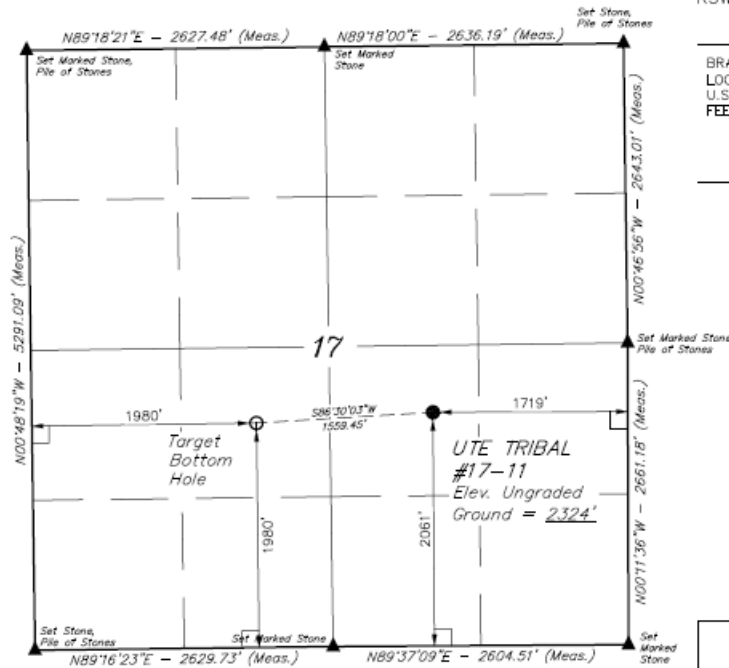 Set Stone,
Pile of Stones
N89°18'21"E - 2627.48' (Meas.)
N89°18'00"E - 2636.19' (Meas.)
Set Marked Stone,
Pile of Stones
Set Marked
Stone
BRA
LOC
U.S
FEE
N00°46'56"W - 2643.01' (Meas.)
N00°48'19"W - 5291.09' (Meas.)
17
Set Marked Stone
Pile of Stones
1980'
S86°30'03"W
1559.45'
1719'
Target
Bottom
Hole
UTE TRIBAL
#17-11
Elev. Ungraded
Ground = 2324'
1980'
2061'
N00°11'36"W - 2661.18' (Meas.)
Set Stone,
Pile of Stones
Set Marked Stone
Set
Marked
Stone
N89°16'23"E - 2629.73' (Meas.)
N89°37'09"E - 2604.51' (Meas.)